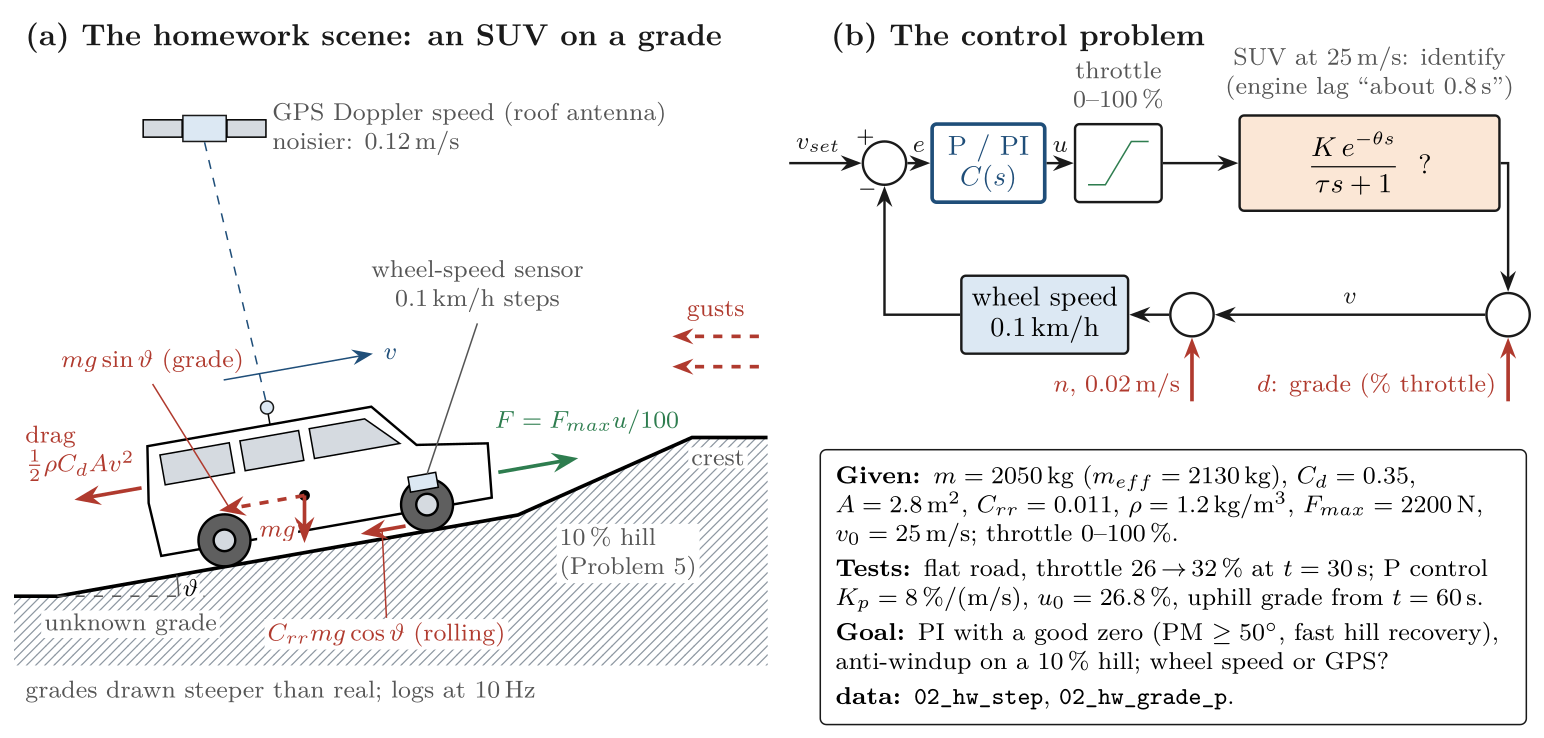 (a) The homework scene: an SUV on a grade
GPS Doppler speed (roof antenna)
noisier: 0.12 m/s
wheel-speed sensor
0.1 km/h steps
gusts
mg sin ϑ (grade)
v
drag
½ρC_d Av²
F = F_max u/100
crest
mg
10 % hill
(Problem 5)
ϑ
unknown grade
C_rr mg cos ϑ (rolling)
grades drawn steeper than real; logs at 10 Hz
(b) The control problem
SUV at 25 m/s: identify
(engine lag “about 0.8 s”)
throttle
0–100 %
v_set
+
−
e
P / PI
C(s)
u
K e^{−θs} / (τs + 1) ?
wheel speed
0.1 km/h
v
n, 0.02 m/s
d: grade (% throttle)
Given: m = 2050 kg (m_eff = 2130 kg), C_d = 0.35,
A = 2.8 m², C_rr = 0.011, ρ = 1.2 kg/m³, F_max = 2200 N,
v₀ = 25 m/s; throttle 0–100 %.
Tests: flat road, throttle 26 → 32 % at t = 30 s; P control
K_p = 8 %/(m/s), u₀ = 26.8 %, uphill grade from t = 60 s.
Goal: PI with a good zero (PM ≥ 50°, fast hill recovery),
anti-windup on a 10 % hill; wheel speed or GPS?
data: 02_hw_step, 02_hw_grade_p.